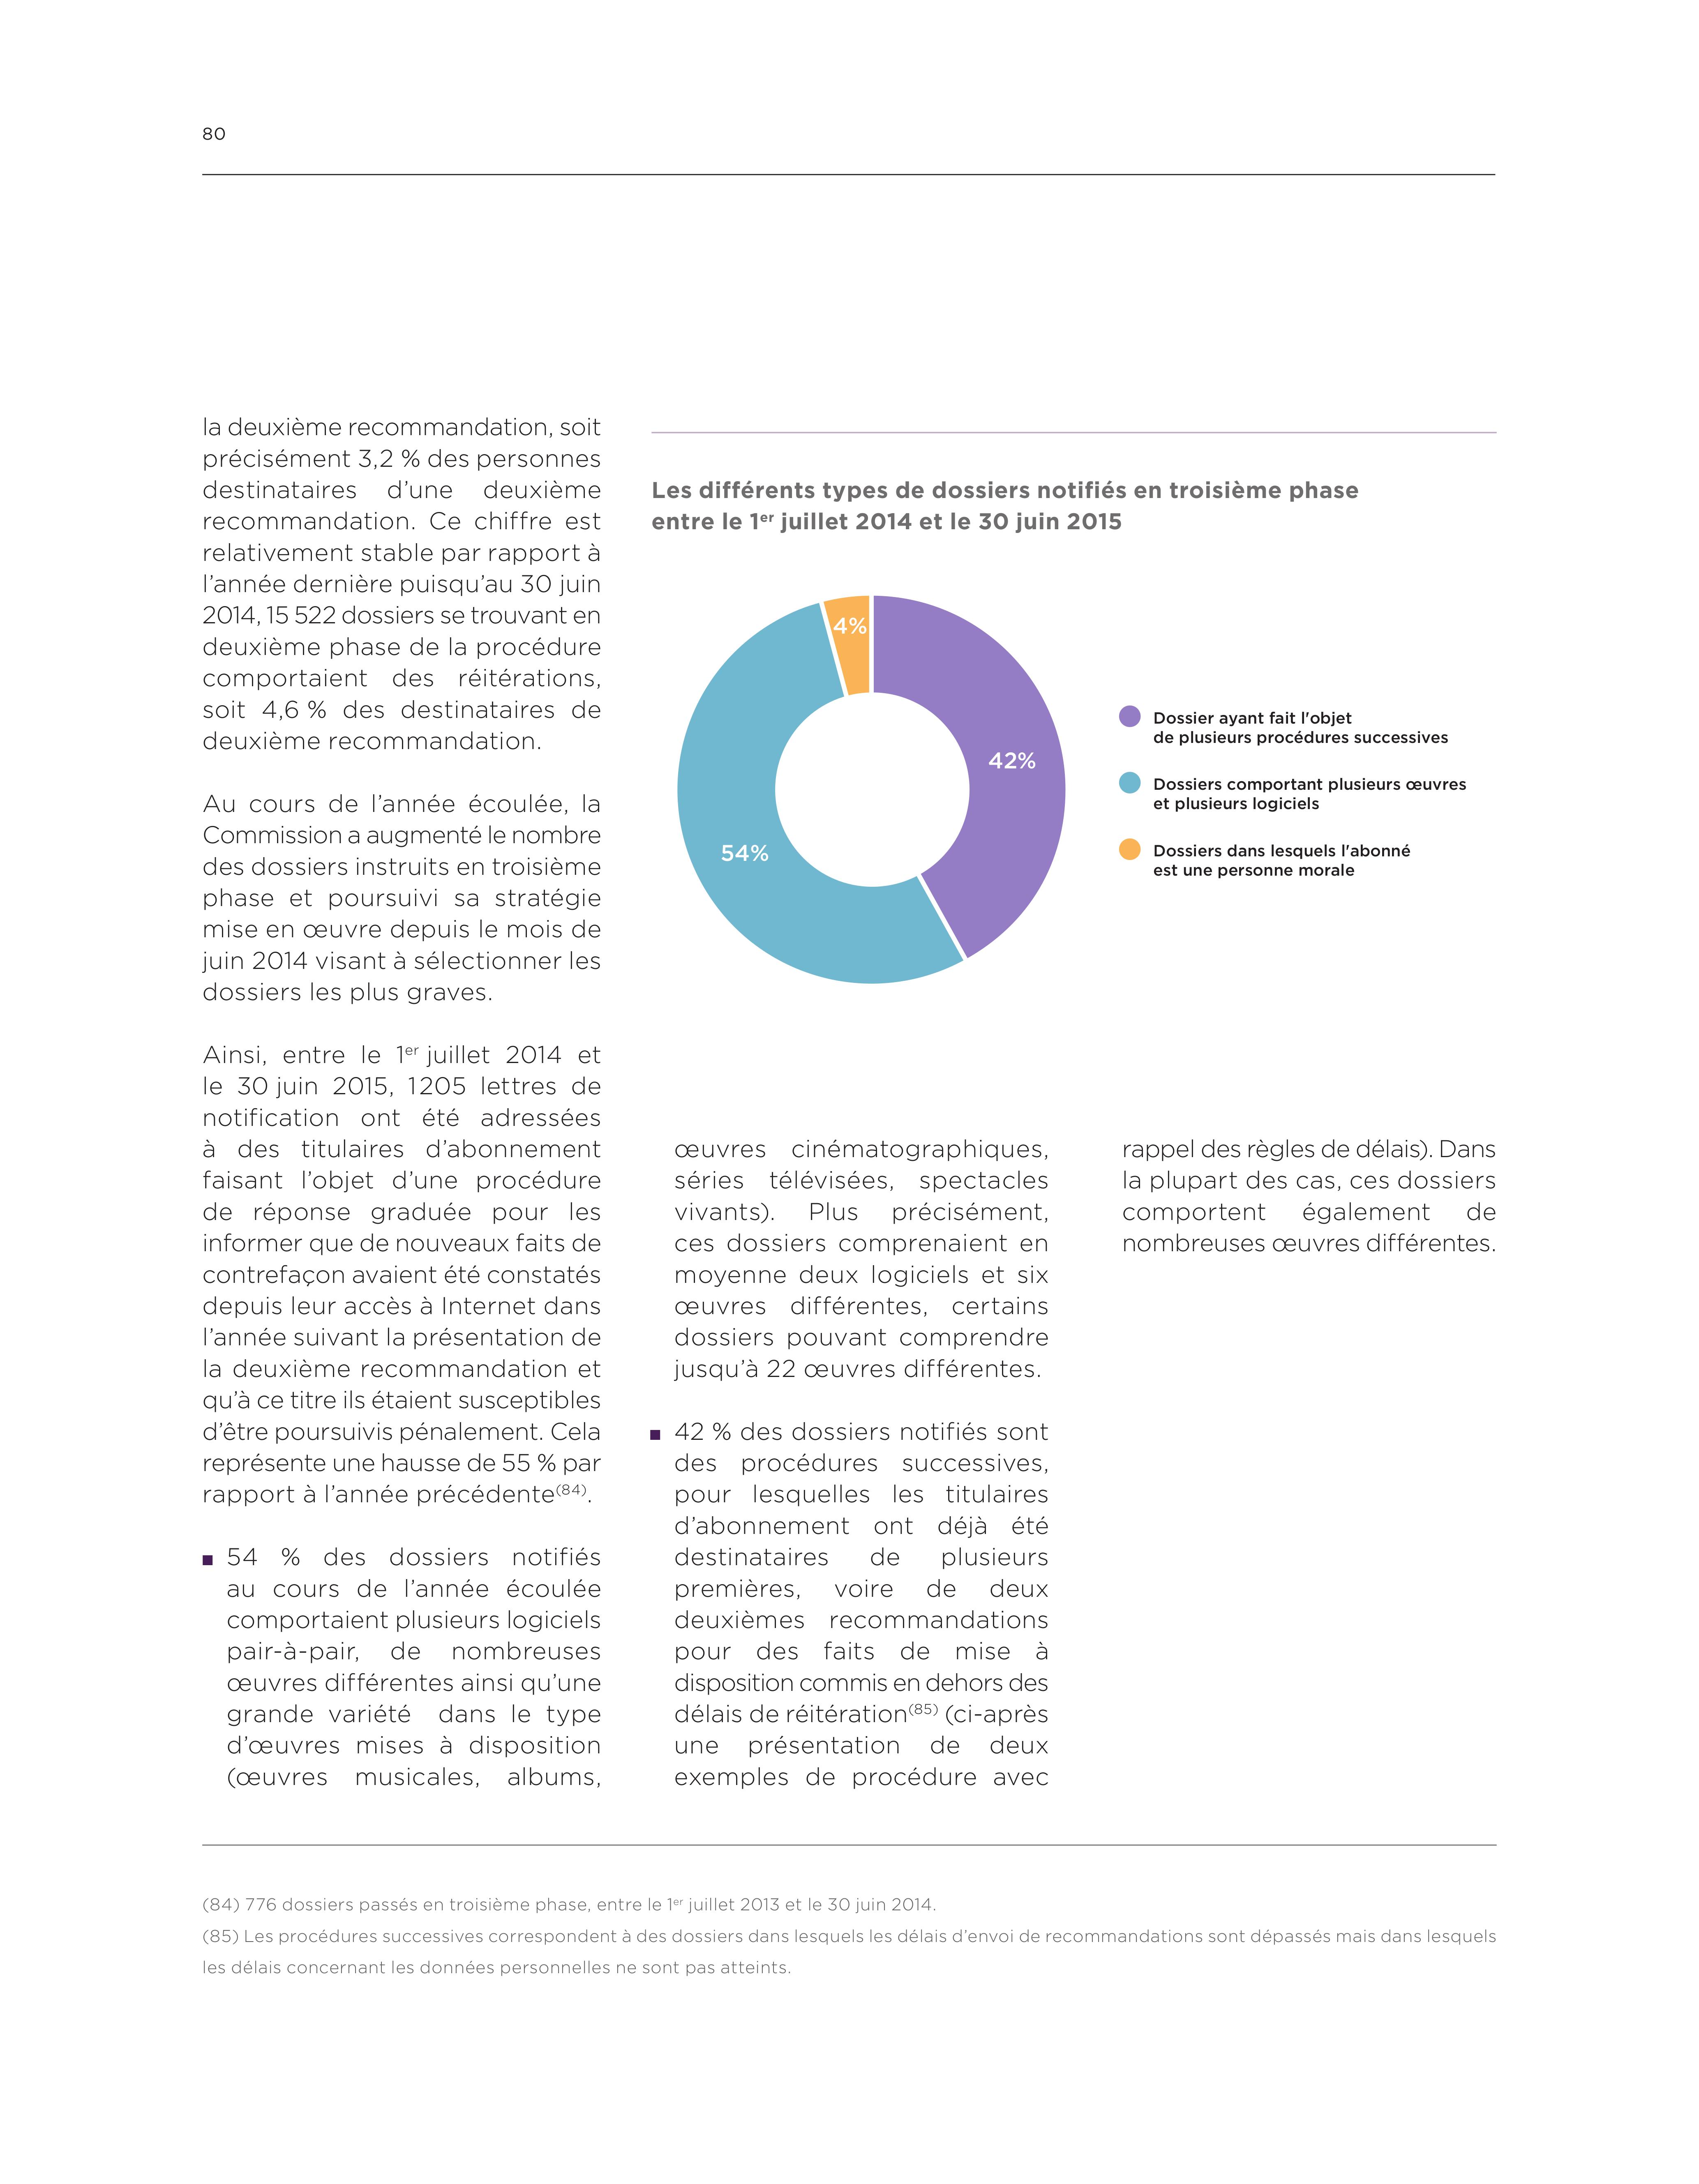 80
la deuxième recommandation, soit
précisément 3,2 % des personnes
destinataires d’une deuxième
recommandation. Ce chiffre est
relativement stable par rapport à
l’année dernière puisqu’au 30 juin
2014, 15 522 dossiers se trouvant en
deuxième phase de la procédure
comportaient des réitérations,
soit 4,6 % des destinataires de
deuxième recommandation.
Au cours de l’année écoulée, la
Commission a augmenté le nombre
des dossiers instruits en troisième
phase et poursuivi sa stratégie
mise en œuvre depuis le mois de
juin 2014 visant à sélectionner les
dossiers les plus graves.
Ainsi, entre le 1er juillet 2014 et
le 30 juin 2015, 1205 lettres de
notification ont été adressées
à des titulaires d’abonnement
faisant l’objet d’une procédure
de réponse graduée pour les
informer que de nouveaux faits de
contrefaçon avaient été constatés
depuis leur accès à Internet dans
l’année suivant la présentation de
la deuxième recommandation et
qu’à ce titre ils étaient susceptibles
d’être poursuivis pénalement. Cela
représente une hausse de 55 % par
rapport à l’année précédente(84).
■ 54 % des dossiers notifiés
au cours de l’année écoulée
comportaient plusieurs logiciels
pair-à-pair, de nombreuses
œuvres différentes ainsi qu’une
grande variété dans le type
d’œuvres mises à disposition
(œuvres musicales, albums,
Les différents types de dossiers notifiés en troisième phase
entre le 1er juillet 2014 et le 30 juin 2015
4%
42%
54%
Dossier ayant fait l'objet
de plusieurs procédures successives
Dossiers comportant plusieurs œuvres
et plusieurs logiciels
Dossiers dans lesquels l'abonné
est une personne morale
œuvres cinématographiques,
séries télévisées, spectacles
vivants). Plus précisément,
ces dossiers comprenaient en
moyenne deux logiciels et six
œuvres différentes, certains
dossiers pouvant comprendre
jusqu’à 22 œuvres différentes.
■ 42 % des dossiers notifiés sont
des procédures successives,
pour lesquelles les titulaires
d’abonnement ont déjà été
destinataires de plusieurs
premières, voire de deux
deuxièmes recommandations
pour des faits de mise à
disposition commis en dehors des
délais de réitération(85) (ci-après
une présentation de deux
exemples de procédure avec
rappel des règles de délais). Dans
la plupart des cas, ces dossiers
comportent également de
nombreuses œuvres différentes.
(84) 776 dossiers passés en troisième phase, entre le 1er juillet 2013 et le 30 juin 2014.
(85) Les procédures successives correspondent à des dossiers dans lesquels les délais d’envoi de recommandations sont dépassés mais dans lesquels
les délais concernant les données personnelles ne sont pas atteints.